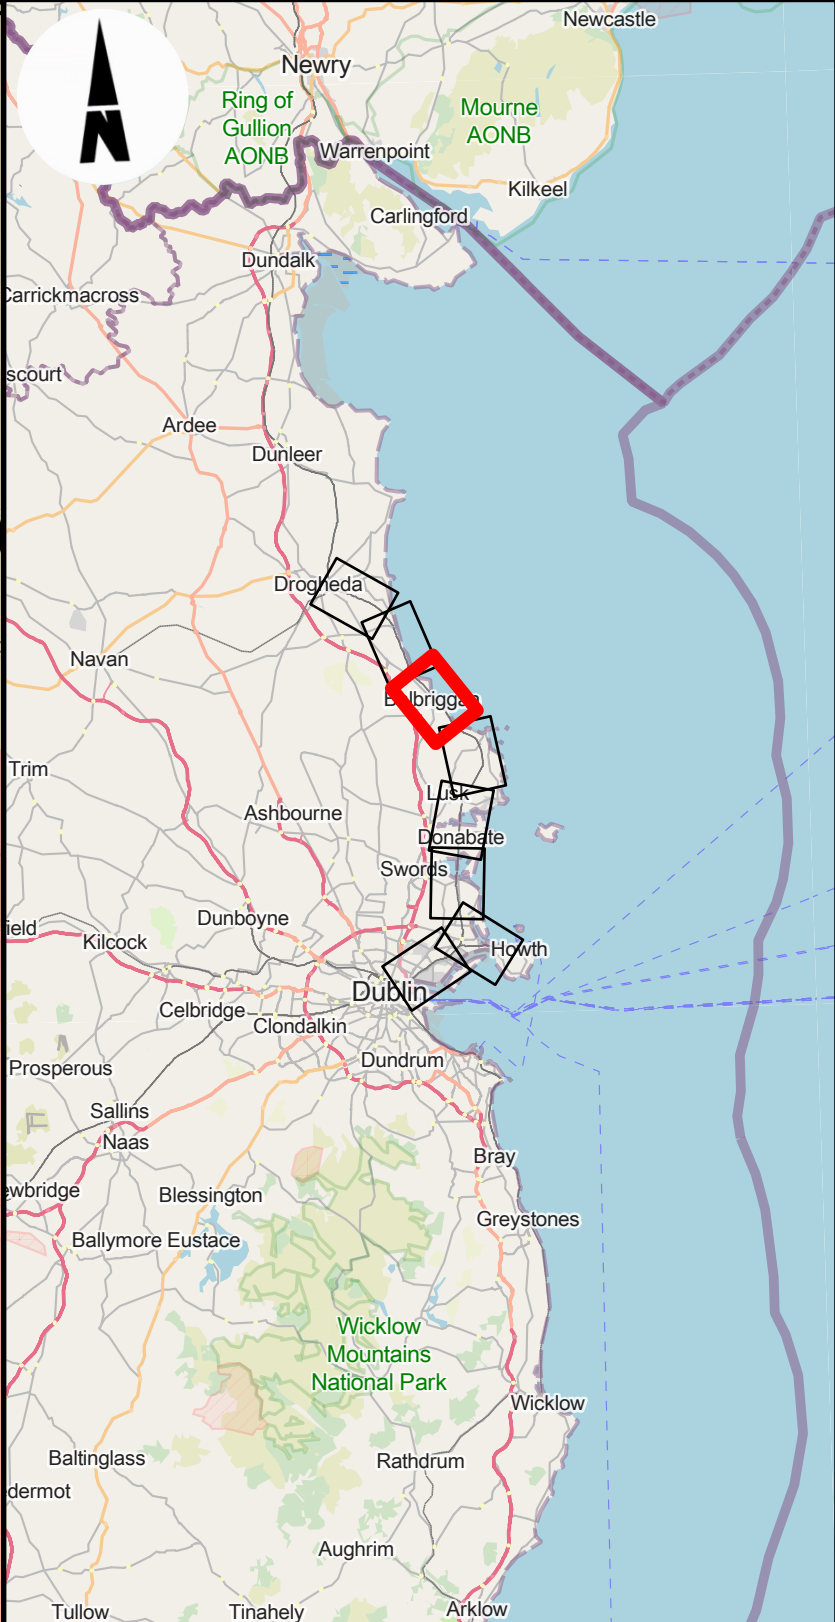 Newcastle
Newry
Ring of
Gullion
AONB
Mourne
AONB
N
Warrenpoint
Kilkeel
Carlingford
Dundalk
Carrickmacross
scourt
Ardee
Dunleer
Drogheda
Navan
Balbriggan
Trim
Lusk
Ashbourne
Donabate
Swords
Dunboyne
ield
Kilcock
Howth
Dublin
Celbridge
Clondalkin
Dundrum
Prosperous
Sallins
Naas
Bray
ewbridge
Blessington
Greystones
Ballymore Eustace
Wicklow
Mountains
National Park
Wicklow
Baltinglass
Rathdrum
dermot
Aughrim
Tullow
Tinahely
Arklow